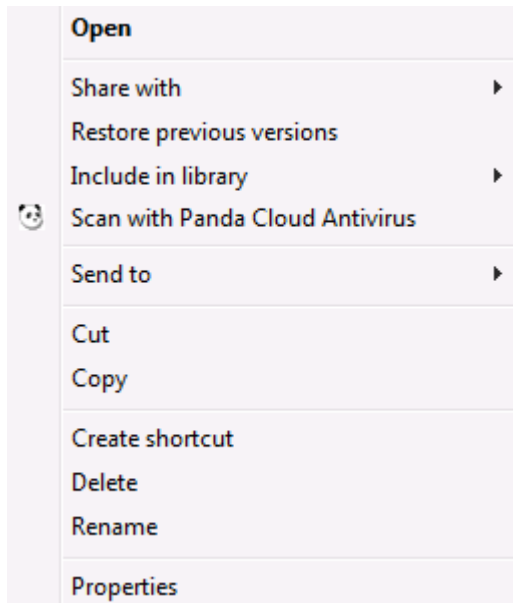 Open
Share with
Restore previous versions
Include in library
Scan with Panda Cloud Antivirus
Send to
Cut
Copy
Create shortcut
Delete
Rename
Properties